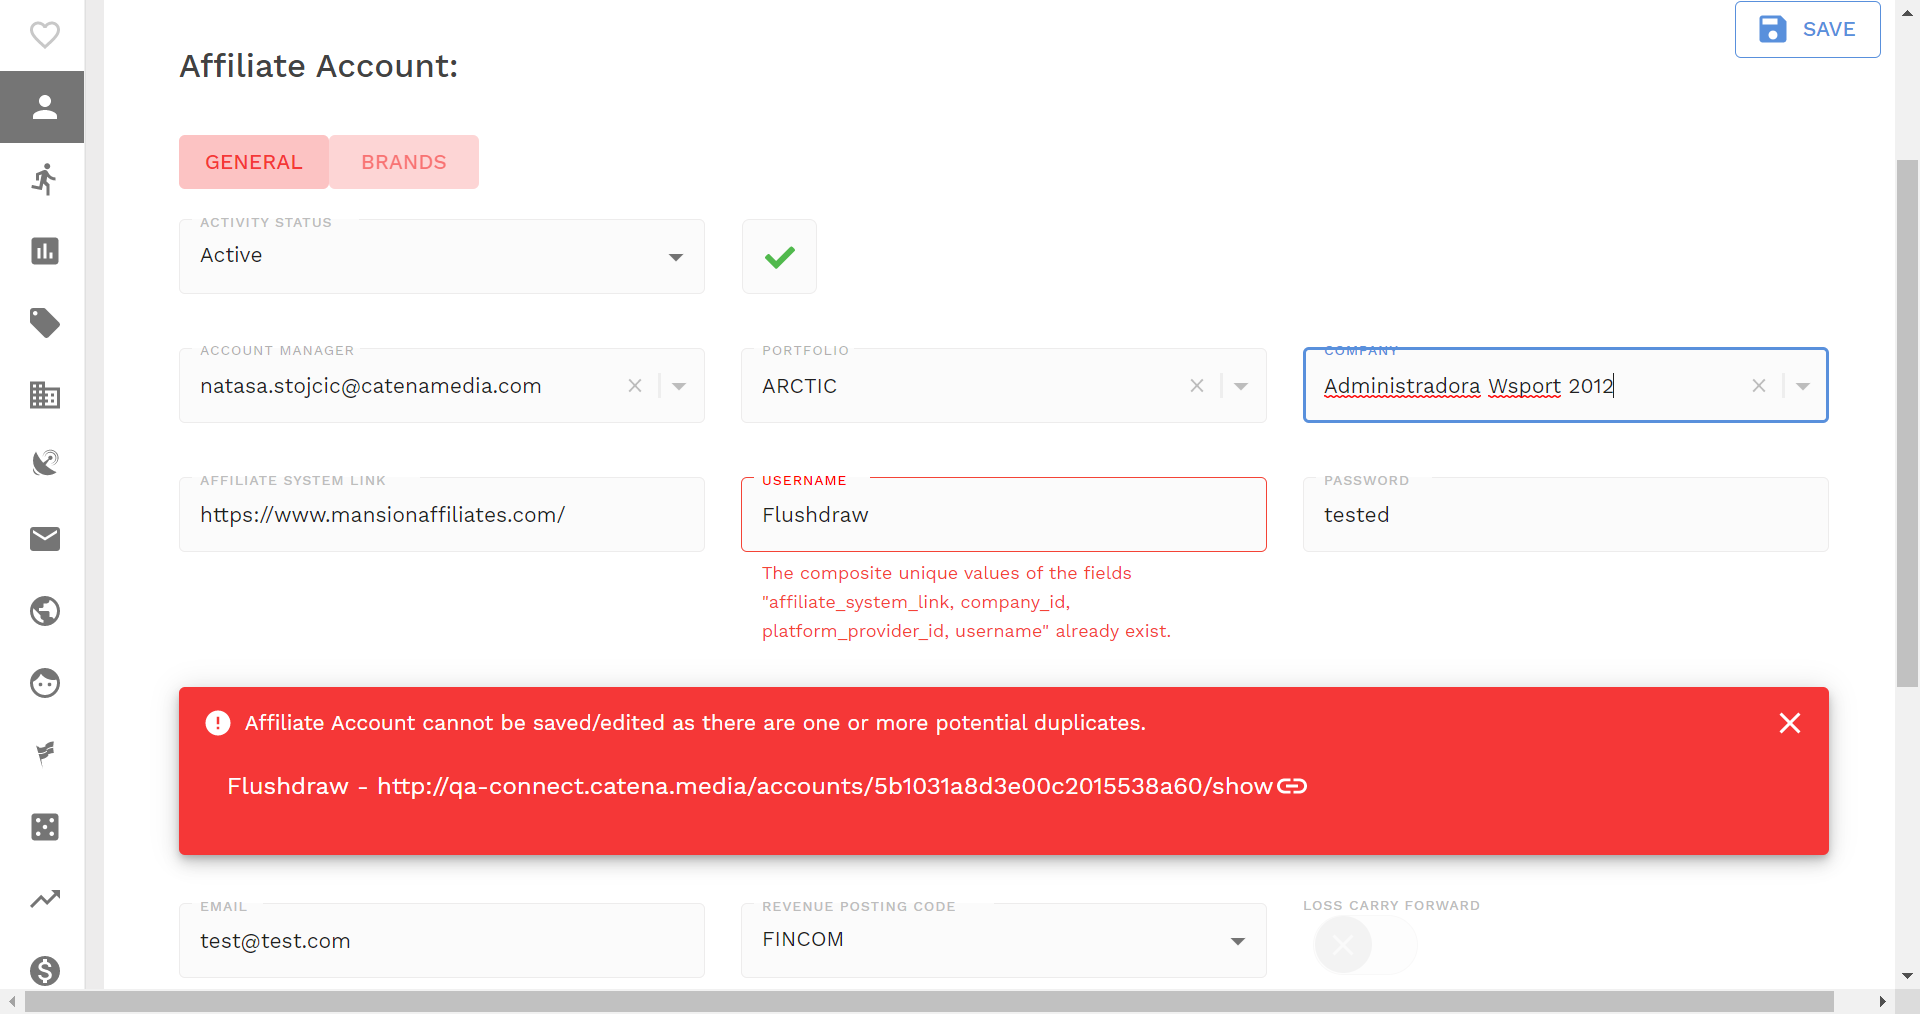 SAVE
Affiliate Account:
GENERAL BRANDS
ACTIVITY STATUS
Active
ACCOUNT MANAGER PORTFOLIO COMPANY
natasa.stojcic@catenamedia.com ARCTIC Administradora Wsport 2012
AFFILIATE SYSTEM LINK USERNAME PASSWORD
https://www.mansionaffiliates.com/ Flushdraw tested
The composite unique values of the fields
"affiliate_system_link, company_id,
platform_provider_id, username" already exist.
Affiliate Account cannot be saved/edited as there are one or more potential duplicates.
Flushdraw - http://qa-connect.catena.media/accounts/5b1031a8d3e00c2015538a60/show
EMAIL REVENUE POSTING CODE LOSS CARRY FORWARD
test@test.com FINCOM